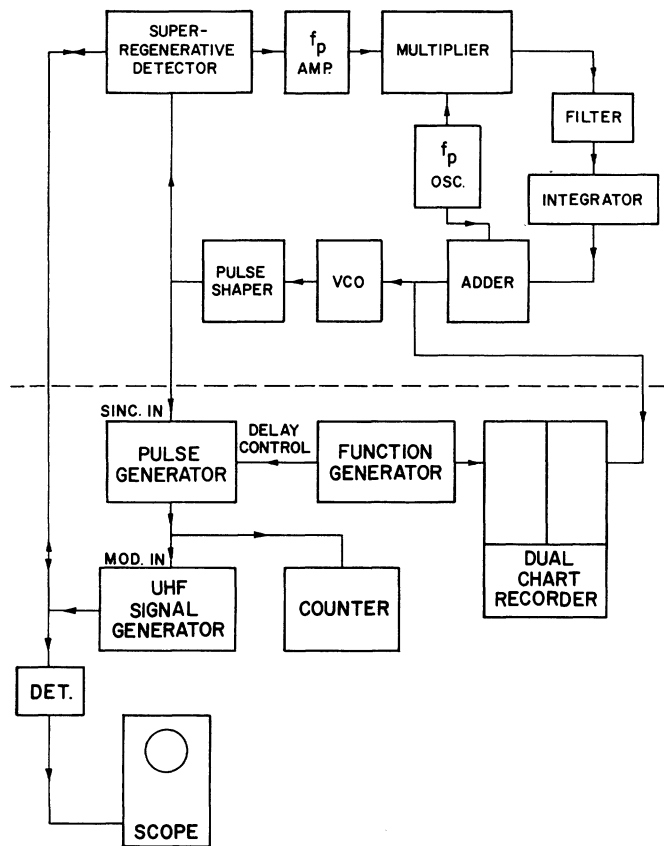 SUPER-
REGENERATIVE
DETECTOR
fp
AMP.
MULTIPLIER
FILTER
fp
OSC.
INTEGRATOR
PULSE
SHAPER
VCO
ADDER
SINC. IN
PULSE
GENERATOR
DELAY
CONTROL
FUNCTION
GENERATOR
DUAL
CHART
RECORDER
MOD. IN
UHF
SIGNAL
GENERATOR
COUNTER
DET.
SCOPE